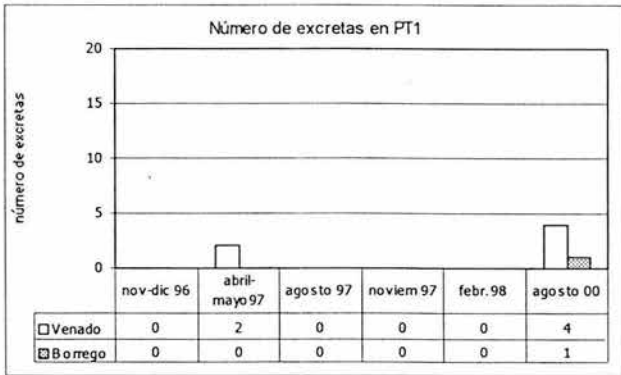 Número de excretas en PT1
20
15
10
5
0
número de excretas
nov-dic 96 abril-mayo97 agosto 97 noviem 97 febr. 98 agosto 00
Venado 0 2 0 0 0 4
Borrego 0 0 0 0 0 1